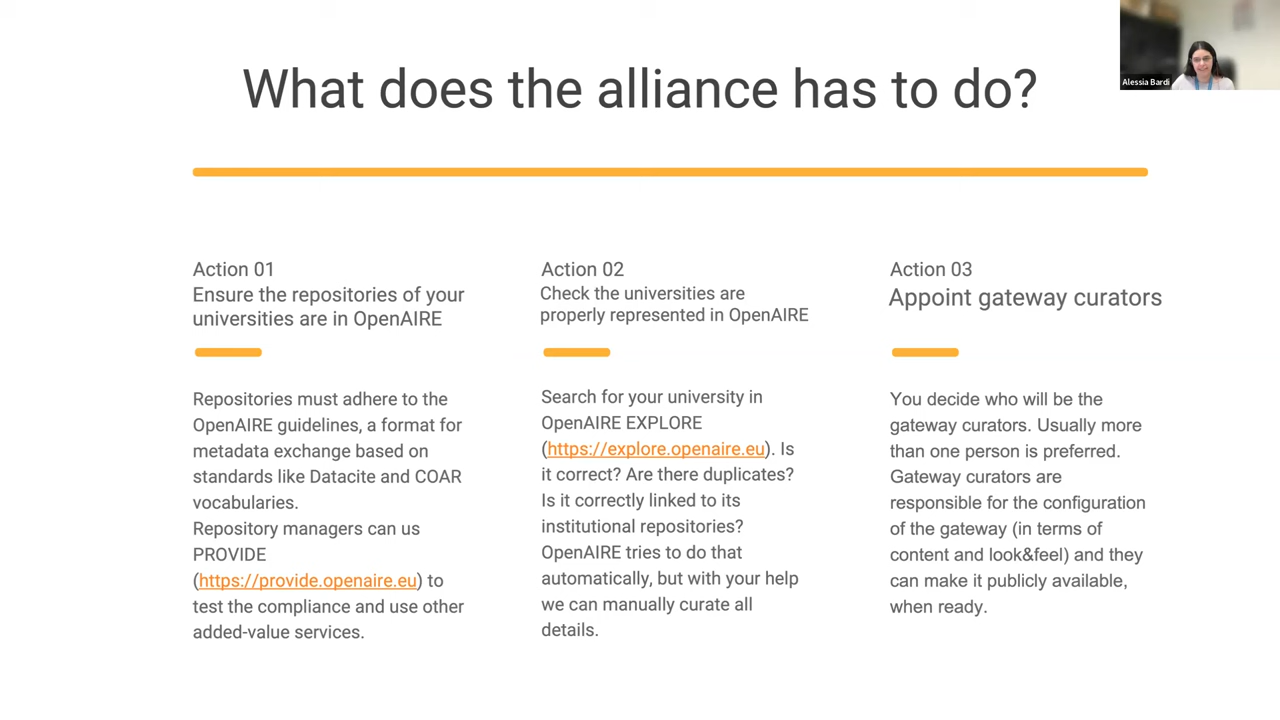 What does the alliance has to do?
Alessia Bardi
Action 01
Ensure the repositories of your
universities are in OpenAIRE
Repositories must adhere to the
OpenAIRE guidelines, a format for
metadata exchange based on
standards like Datacite and COAR
vocabularies.
Repository managers can us
PROVIDE
(https://provide.openaire.eu) to
test the compliance and use other
added-value services.
Action 02
Check the universities are
properly represented in OpenAIRE
Search for your university in
OpenAIRE EXPLORE
(https://explore.openaire.eu). Is
it correct? Are there duplicates?
Is it correctly linked to its
institutional repositories?
OpenAIRE tries to do that
automatically, but with your help
we can manually curate all
details.
Action 03
Appoint gateway curators
You decide who will be the
gateway curators. Usually more
than one person is preferred.
Gateway curators are
responsible for the configuration
of the gateway (in terms of
content and look&feel) and they
can make it publicly available,
when ready.